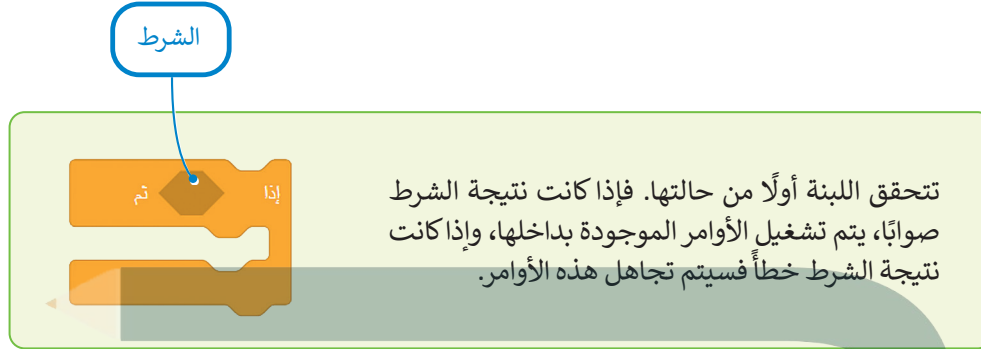 الشرط
إذا ثم
تتحقق اللبنة أولًا من حالتها. فإذا كانت نتيجة الشرط
صوابًا، يتم تشغيل الأوامر الموجودة بداخلها، وإذا كانت
نتيجة الشرط خطأً فسيتم تجاهل هذه الأوامر.